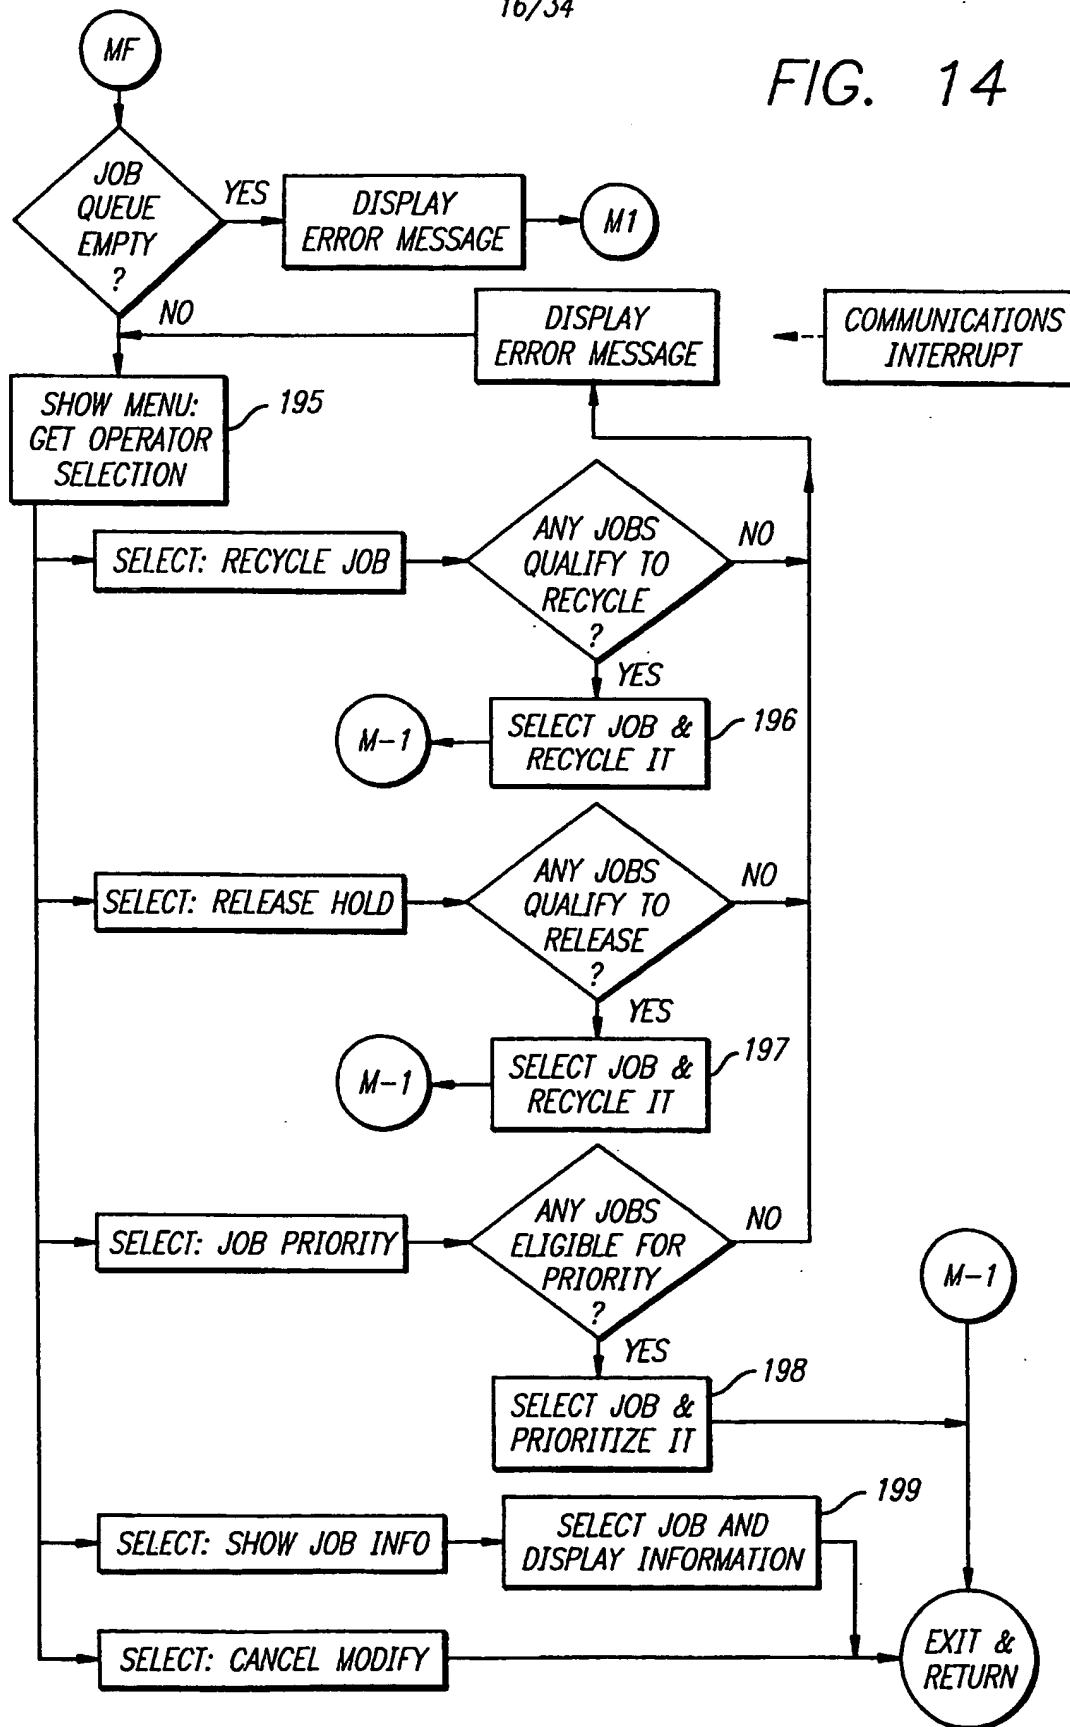 16/34
FIG. 14
MF
JOB
QUEUE
EMPTY
?
YES
DISPLAY
ERROR MESSAGE
M1
NO
DISPLAY
ERROR MESSAGE
COMMUNICATIONS
INTERRUPT
SHOW MENU:
GET OPERATOR
SELECTION
195
SELECT: RECYCLE JOB
ANY JOBS
QUALIFY TO
RECYCLE
?
NO
YES
M-1
SELECT JOB &
RECYCLE IT
196
SELECT: RELEASE HOLD
ANY JOBS
QUALIFY TO
RELEASE
?
NO
YES
M-1
SELECT JOB &
RECYCLE IT
197
SELECT: JOB PRIORITY
ANY JOBS
ELIGIBLE FOR
PRIORITY
?
NO
YES
M-1
SELECT JOB &
PRIORITIZE IT
198
SELECT: SHOW JOB INFO
SELECT JOB AND
DISPLAY INFORMATION
199
SELECT: CANCEL MODIFY
EXIT &
RETURN